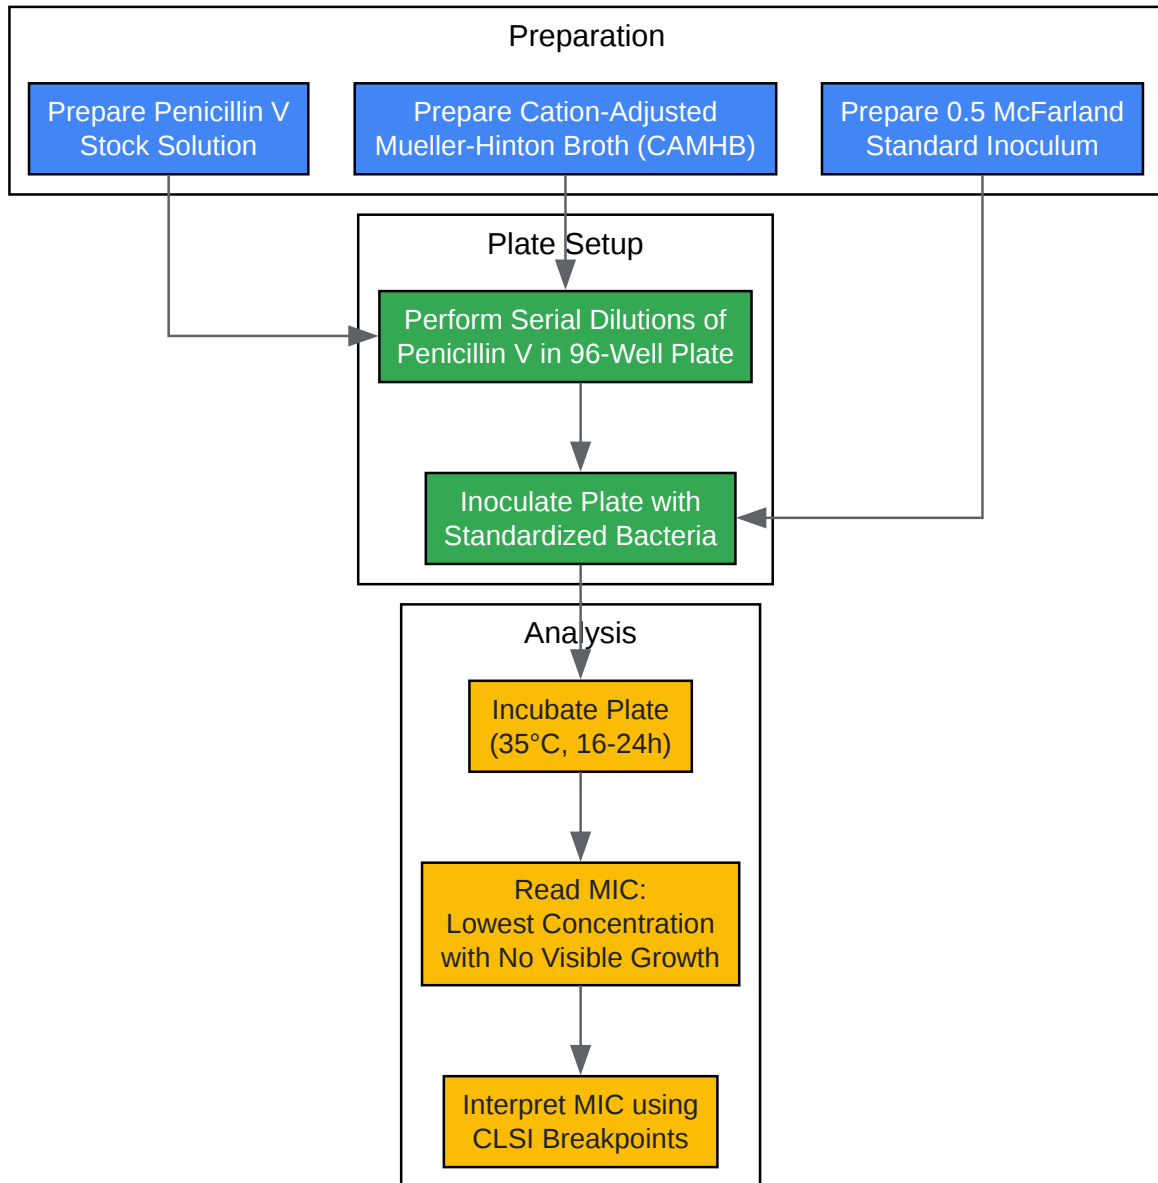 Preparation
Prepare Penicillin V
Stock Solution
Prepare Cation-Adjusted
Mueller-Hinton Broth (CAMHB)
Prepare 0.5 McFarland
Standard Inoculum
Plate Setup
Perform Serial Dilutions of
Penicillin V in 96-Well Plate
Inoculate Plate with
Standardized Bacteria
Analysis
Incubate Plate
(35°C, 16-24h)
Read MIC:
Lowest Concentration
with No Visible Growth
Interpret MIC using
CLSI Breakpoints